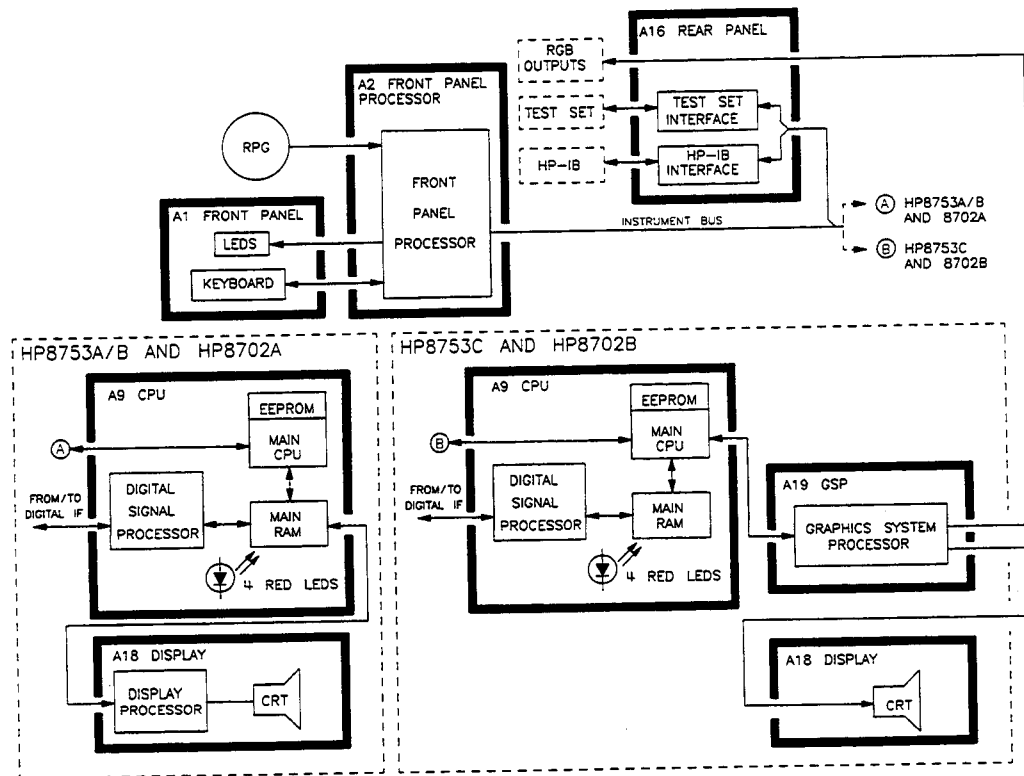 A16 REAR PANEL
RGB
OUTPUTS
A2 FRONT PANEL
PROCESSOR
TEST SET
TEST SET
INTERFACE
RPG
HP-IB
HP-IB
INTERFACE
FRONT
PANEL
PROCESSOR
A1 FRONT PANEL
LEDS
KEYBOARD
INSTRUMENT BUS
A
HP8753A/B
AND 8702A
B
HP8753C
AND 8702B
HP8753A/B AND HP8702A
A9 CPU
EEPROM
MAIN
CPU
A
DIGITAL
SIGNAL
PROCESSOR
FROM/TO
DIGITAL IF
MAIN
RAM
4 RED LEDS
A18 DISPLAY
DISPLAY
PROCESSOR
CRT
HP8753C AND HP8702B
A9 CPU
EEPROM
MAIN
CPU
B
DIGITAL
SIGNAL
PROCESSOR
FROM/TO
DIGITAL IF
MAIN
RAM
4 RED LEDS
A19 GSP
GRAPHICS SYSTEM
PROCESSOR
A18 DISPLAY
CRT